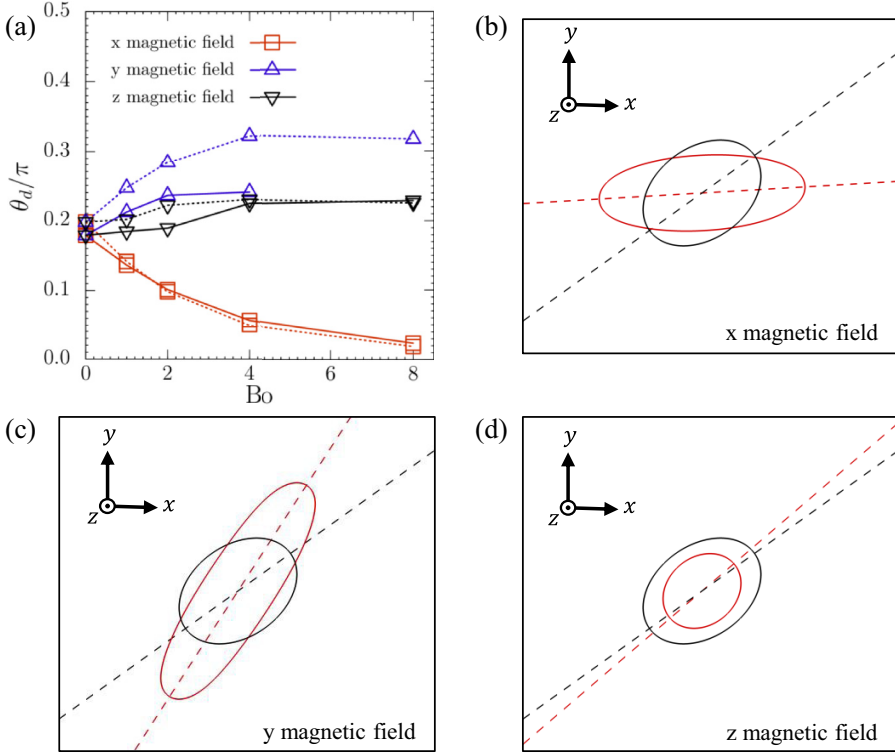 (a)
0.5
0.4
0.3
0.2
0.1
0.0
θ_d/π
x magnetic field
y magnetic field
z magnetic field
0 2 4 6 8
Bo
(b)
y
z x
x magnetic field
(c)
y
z x
y magnetic field
(d)
y
z x
z magnetic field